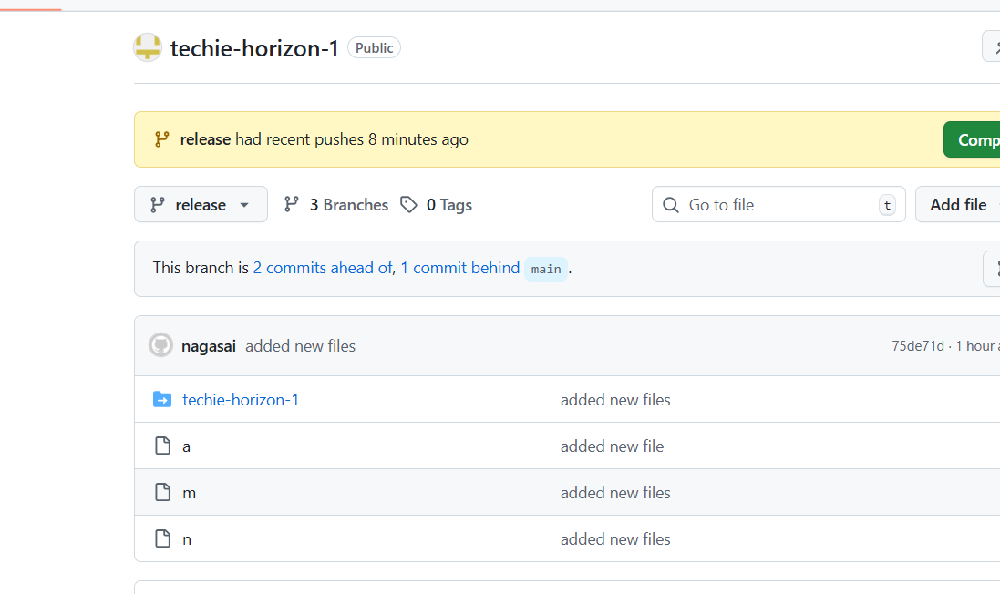 techie-horizon-1 Public
release had recent pushes 8 minutes ago
release 3 Branches 0 Tags Go to file t Add file
This branch is 2 commits ahead of, 1 commit behind main .
nagasai added new files 75de71d · 1 hour
techie-horizon-1 added new files
a added new file
m added new files
n added new files